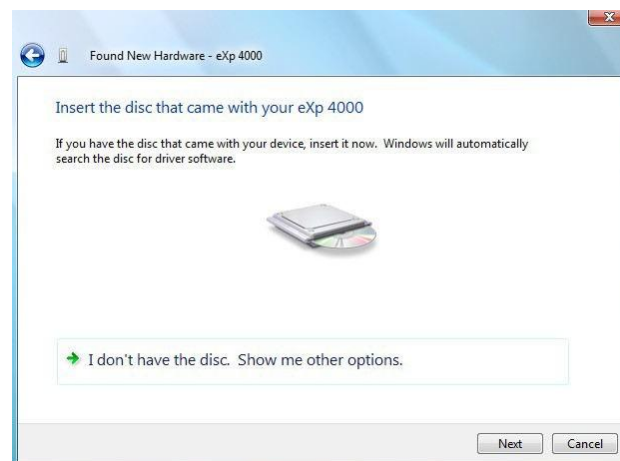 Found New Hardware - eXp 4000
Insert the disc that came with your eXp 4000
If you have the disc that came with your device, insert it now.  Windows will automatically
search the disc for driver software.
I don't have the disc.  Show me other options.
Next
Cancel